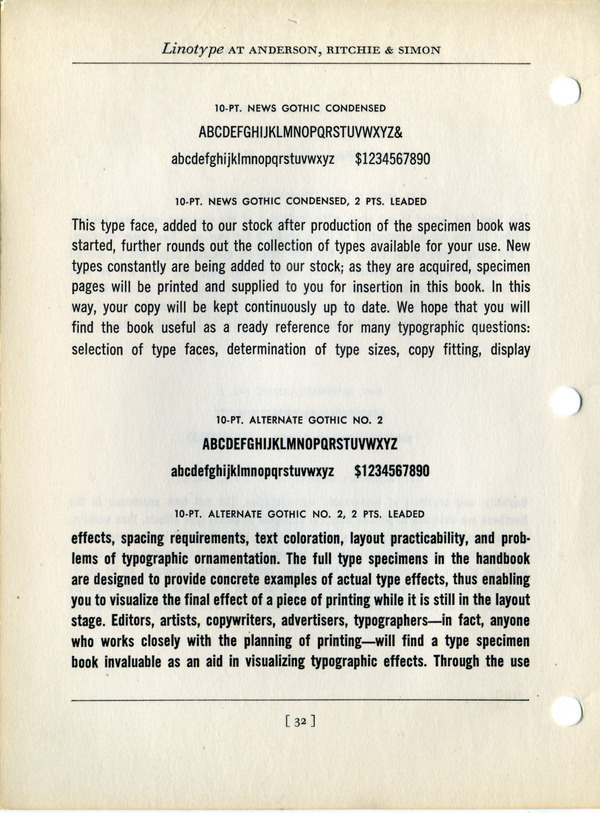 Linotype AT ANDERSON, RITCHIE & SIMON
10-PT. NEWS GOTHIC CONDENSED
ABCDEFGHIJKLMNOPQRSTUVWXYZ&
abcdefghijklmnopqrstuvwxyz $1234567890
10-PT. NEWS GOTHIC CONDENSED, 2 PTS. LEADED
This type face, added to our stock after production of the specimen book was
started, further rounds out the collection of types available for your use. New
types constantly are being added to our stock; as they are acquired, specimen
pages will be printed and supplied to you for insertion in this book. In this
way, your copy will be kept continuously up to date. We hope that you will
find the book useful as a ready reference for many typographic questions:
selection of type faces, determination of type sizes, copy fitting, display
10-PT. ALTERNATE GOTHIC NO. 2
ABCDEFGHIJKLMNOPQRSTUVWXYZ
abcdefghijklmnopqrstuvwxyz $1234567890
10-PT. ALTERNATE GOTHIC NO. 2, 2 PTS. LEADED
effects, spacing requirements, text coloration, layout practicability, and prob-
lems of typographic ornamentation. The full type specimens in the handbook
are designed to provide concrete examples of actual type effects, thus enabling
you to visualize the final effect of a piece of printing while it is still in the layout
stage. Editors, artists, copywriters, advertisers, typographers—in fact, anyone
who works closely with the planning of printing—will find a type specimen
book invaluable as an aid in visualizing typographic effects. Through the use
[ 32 ]